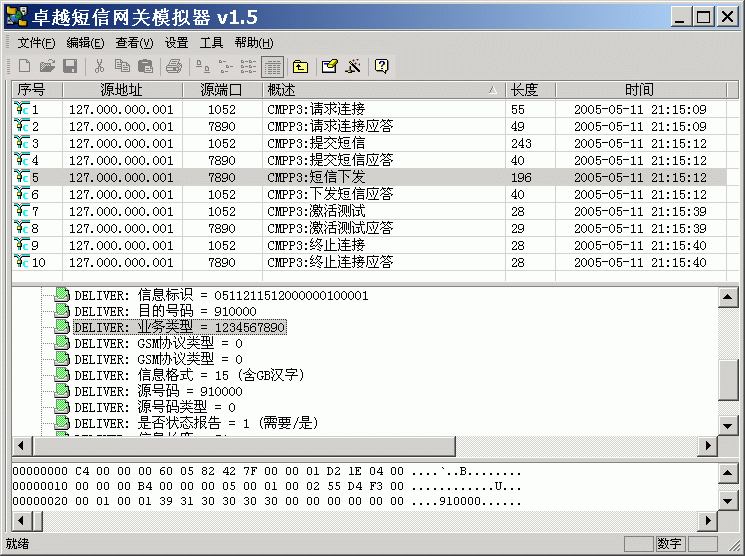 卓越短信网关模拟器 v1.5
文件(F) 编辑(E) 查看(V) 设置 工具 帮助(H)
序号 源地址 源端口 概述 长度 时间
1 127.000.000.001 1052 CMPP3:请求连接 55 2005-05-11 21:15:09
2 127.000.000.001 7890 CMPP3:请求连接应答 49 2005-05-11 21:15:09
3 127.000.000.001 1052 CMPP3:提交短信 243 2005-05-11 21:15:12
4 127.000.000.001 7890 CMPP3:提交短信应答 40 2005-05-11 21:15:12
5 127.000.000.001 7890 CMPP3:短信下发 196 2005-05-11 21:15:12
6 127.000.000.001 1052 CMPP3:下发短信应答 40 2005-05-11 21:15:12
7 127.000.000.001 1052 CMPP3:激活测试 28 2005-05-11 21:15:39
8 127.000.000.001 7890 CMPP3:激活测试应答 29 2005-05-11 21:15:39
9 127.000.000.001 1052 CMPP3:终止连接 28 2005-05-11 21:15:40
10 127.000.000.001 7890 CMPP3:终止连接应答 28 2005-05-11 21:15:40
DELIVER: 信息标识 = 0511211512000000100001
DELIVER: 目的号码 = 910000
DELIVER: 业务类型 = 1234567890
DELIVER: GSM协议类型 = 0
DELIVER: GSM协议类型 = 0
DELIVER: 信息格式 = 15 (含GB汉字)
DELIVER: 源号码 = 910000
DELIVER: 源号码类型 = 0
DELIVER: 是否状态报告 = 1 (需要/是)
00000000 C4 00 00 00 60 05 82 42 7F 00 00 01 D2 1E 04 00 ....`..B........
00000010 00 00 B4 00 00 00 00 05 00 01 00 02 55 D4 F3 00 ............U...
00000020 00 01 00 01 39 31 30 30 30 30 00 00 00 00 00 00 ....910000......
就绪 数字